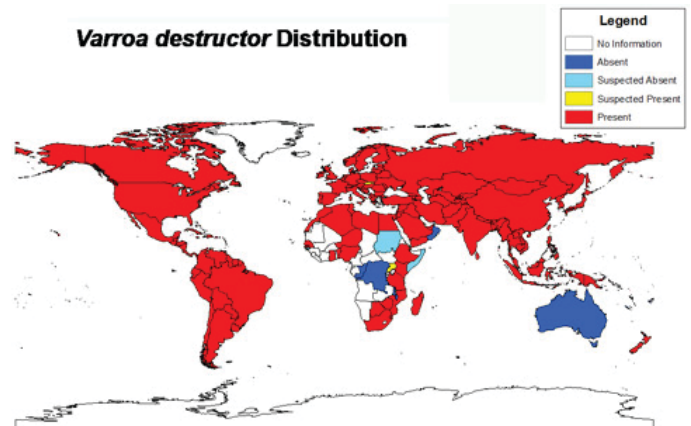 Varroa destructor Distribution
Legend
No Information
Absent
Suspected Absent
Suspected Present
Present